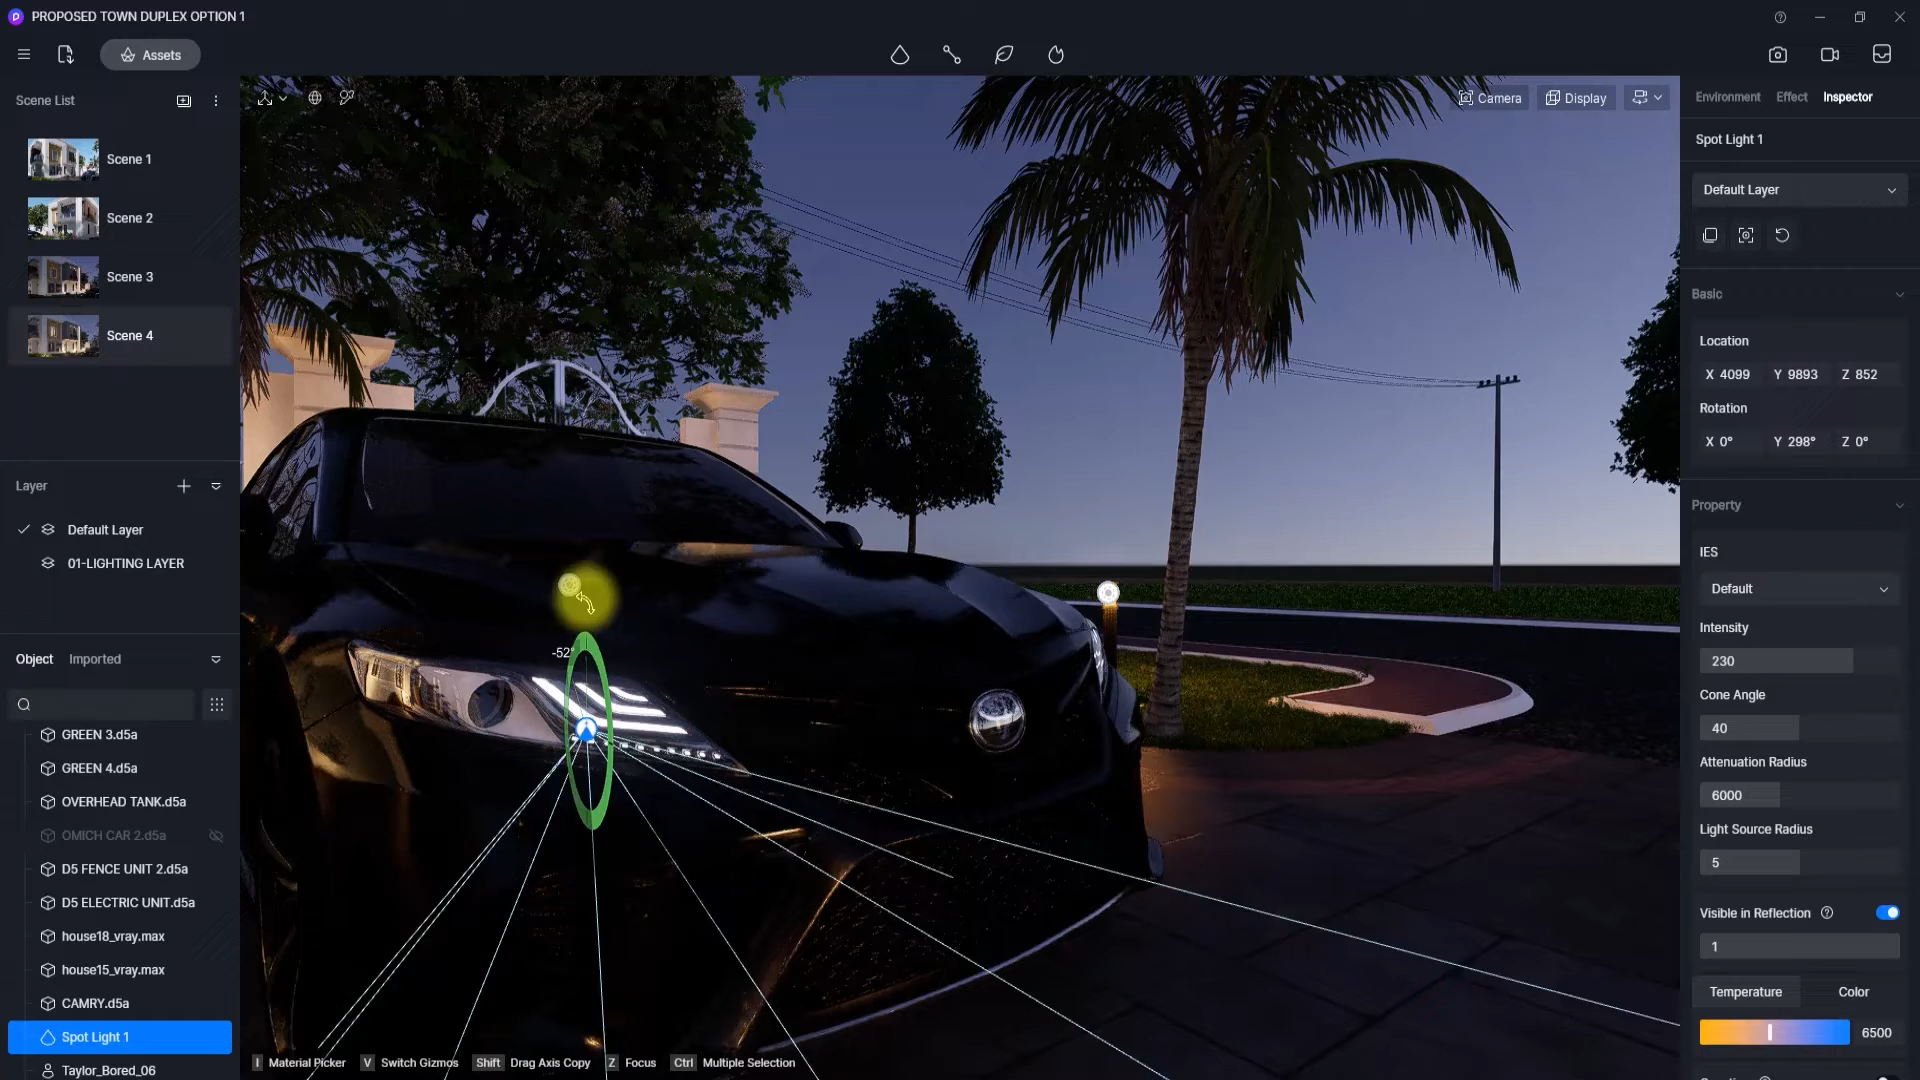 PROPOSED TOWN DUPLEX OPTION 1
Assets
Scene List
Scene 1
Scene 2
Scene 3
Scene 4
Layer
Default Layer
01-LIGHTING LAYER
Object
Imported
GREEN 3.d5a
GREEN 4.d5a
OVERHEAD TANK.d5a
OMICH CAR 2.d5a
D5 FENCE UNIT 2.d5a
D5 ELECTRIC UNIT.d5a
house18_vray.max
house15_vray.max
CAMRY.d5a
Spot Light 1
Taylor_Bored_06
Camera
Display
-52°
I Material Picker V Switch Gizmos Shift Drag Axis Copy Z Focus Ctrl Multiple Selection
Environment Effect Inspector
Spot Light 1
Default Layer
Basic
Location
X 4099 Y 9893 Z 852
Rotation
X 0° Y 298° Z 0°
Property
IES
Default
Intensity
230
Cone Angle
40
Attenuation Radius
6000
Light Source Radius
5
Visible in Reflection
1
Temperature Color
6500